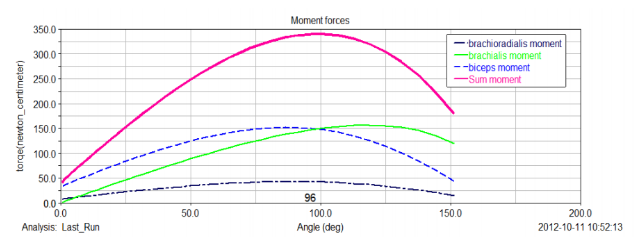 Moment forces
350.0
300.0
250.0
200.0
150.0
100.0
50.0
0.0
torqe(newton_centimeter)
brachioradialis moment
brachialis moment
biceps moment
Sum moment
96
0.0 50.0 100.0 150.0 200.0
Analysis: Last_Run Angle (deg) 2012-10-11 10:52:13